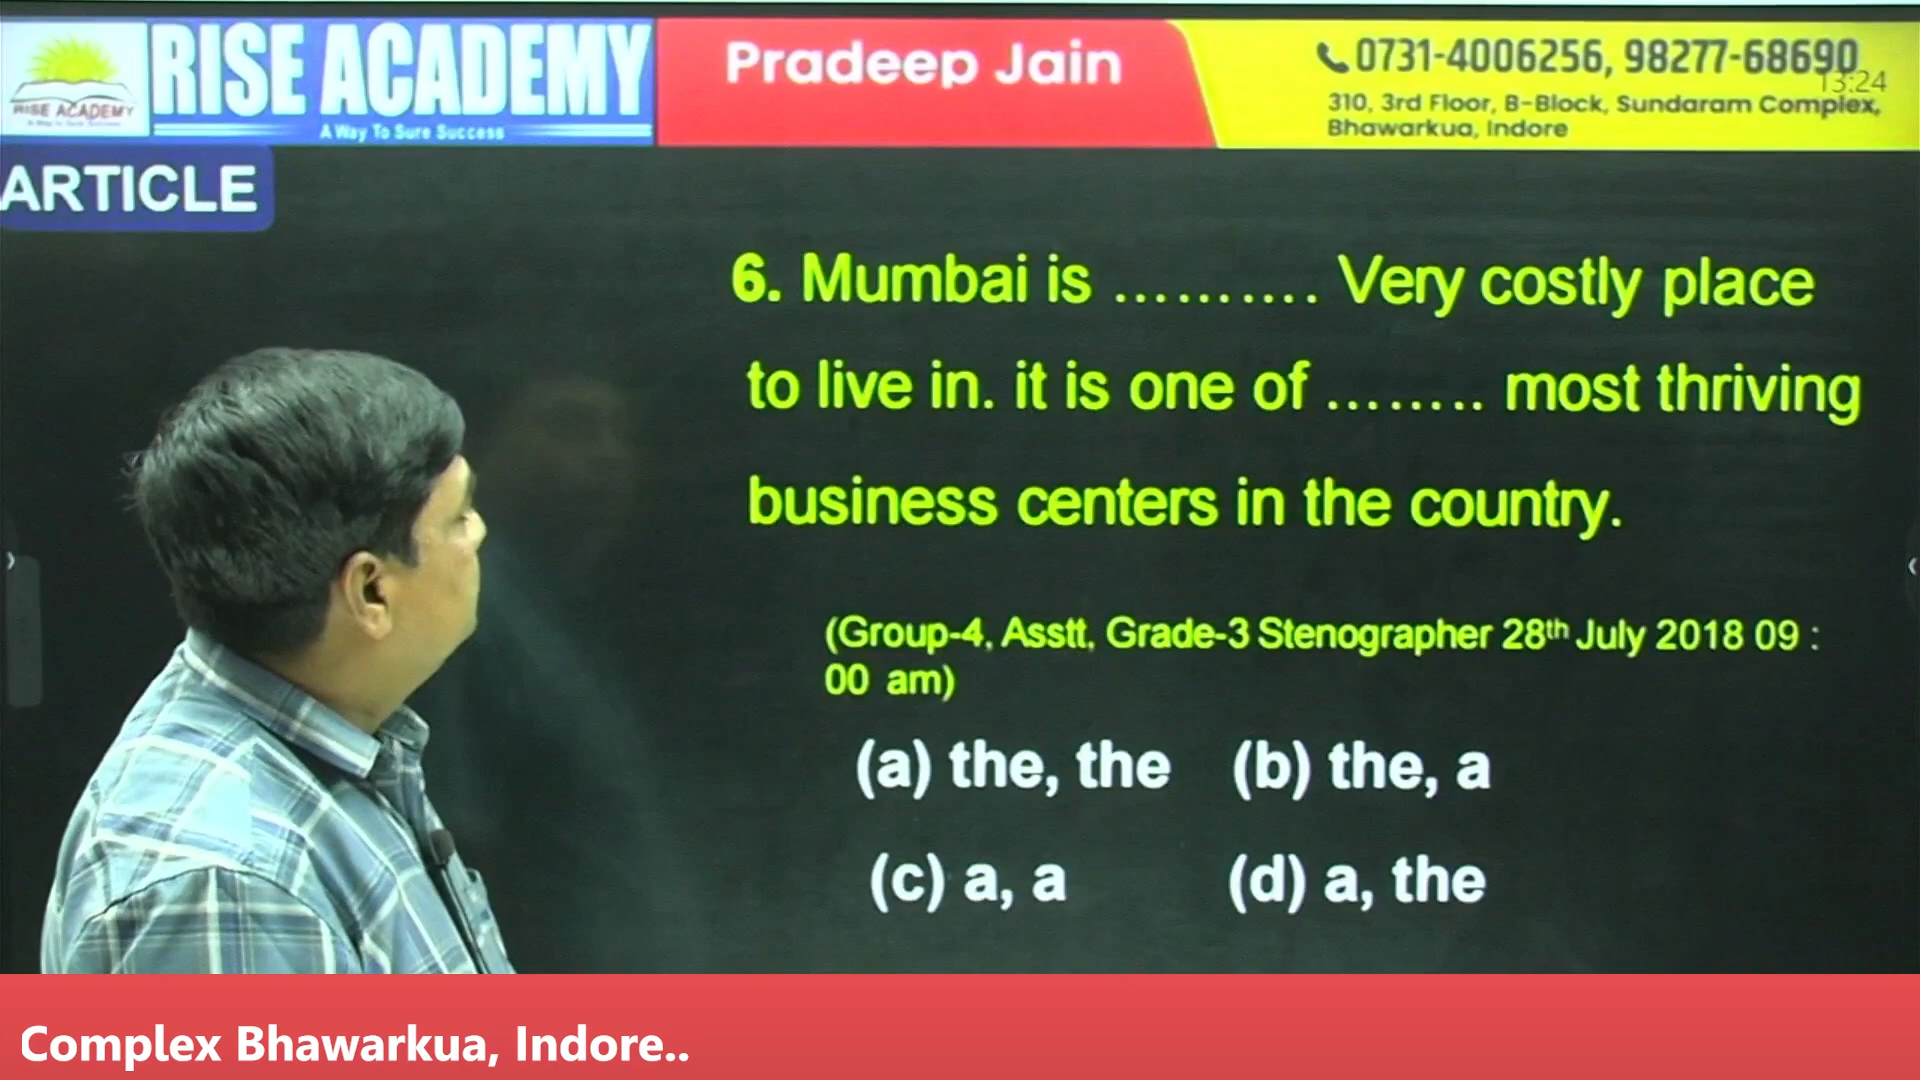 RISE ACADEMY
A Way To Sure Success
RISE ACADEMY
Pradeep Jain
0731-4006256, 98277-68690
13:24
310, 3rd Floor, B-Block, Sundaram Complex,
Bhawarkua, Indore
ARTICLE
6. Mumbai is .......... Very costly place
to live in. it is one of ........ most thriving
business centers in the country.
(Group-4, Asstt, Grade-3 Stenographer 28th July 2018 09 :
00 am)
(a) the, the (b) the, a
(c) a, a (d) a, the
Complex Bhawarkua, Indore..